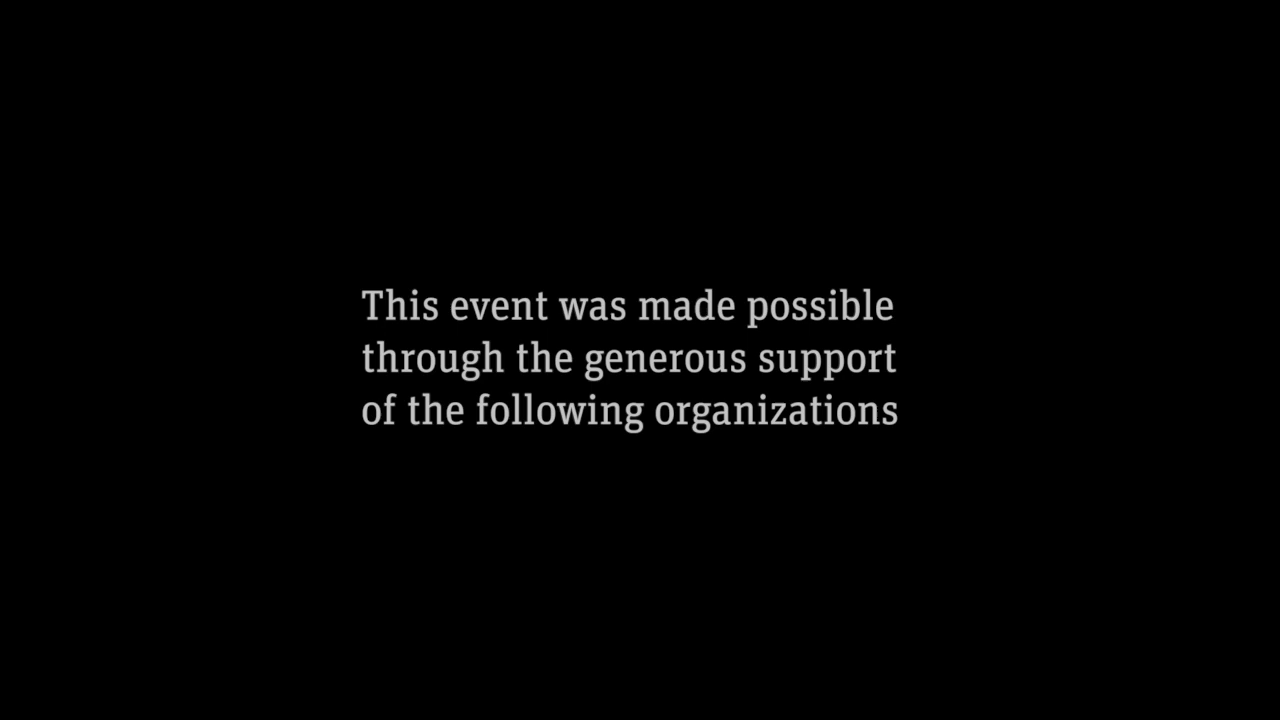 This event was made possible
through the generous support
of the following organizations